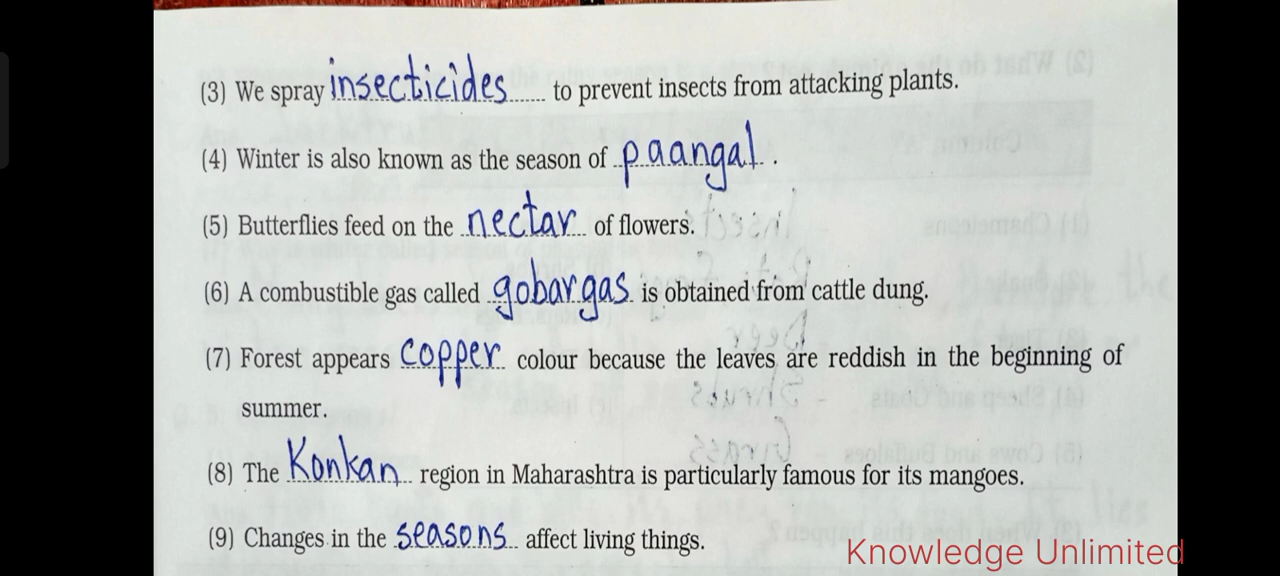 (3) We spray insecticides to prevent insects from attacking plants.
(4) Winter is also known as the season of paangal.
(5) Butterflies feed on the nectar of flowers.
(6) A combustible gas called gobar gas is obtained from cattle dung.
(7) Forest appears copper colour because the leaves are reddish in the beginning of
summer.
(8) The Konkan region in Maharashtra is particularly famous for its mangoes.
(9) Changes in the seasons affect living things.
Knowledge Unlimited